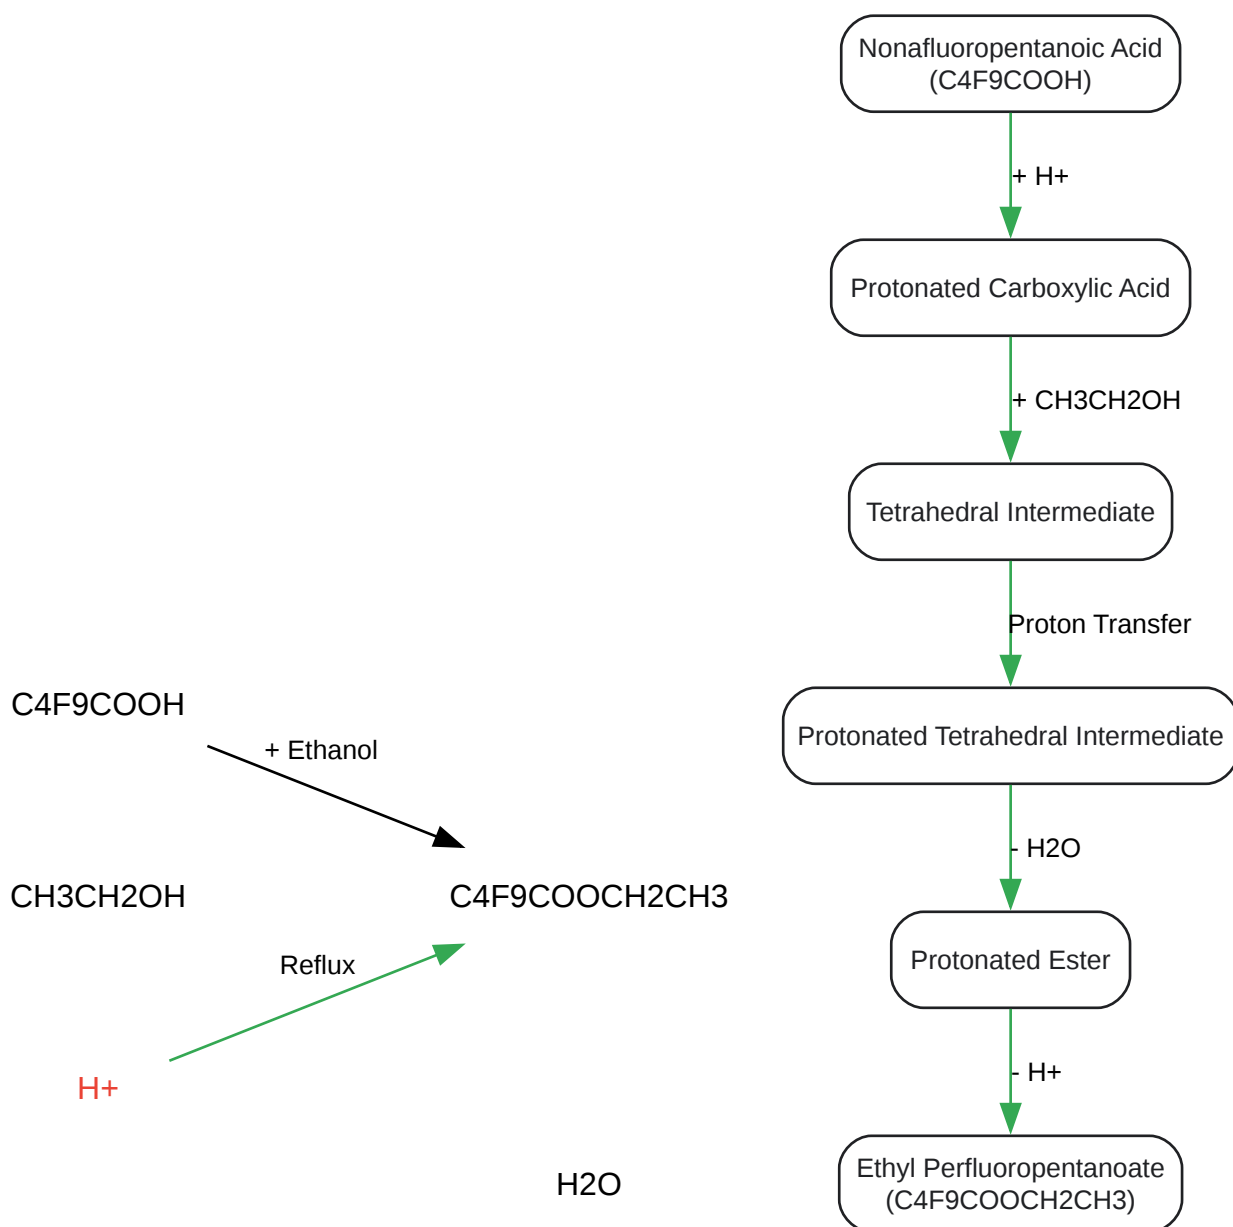 Nonafluoropentanoic Acid
(C4F9COOH)
+ H+
Protonated Carboxylic Acid
+ CH3CH2OH
Tetrahedral Intermediate
Proton Transfer
Protonated Tetrahedral Intermediate
- H2O
Protonated Ester
- H+
Ethyl Perfluoropentanoate
(C4F9COOCH2CH3)
C4F9COOH
+ Ethanol
CH3CH2OH
C4F9COOCH2CH3
Reflux
H+
H2O